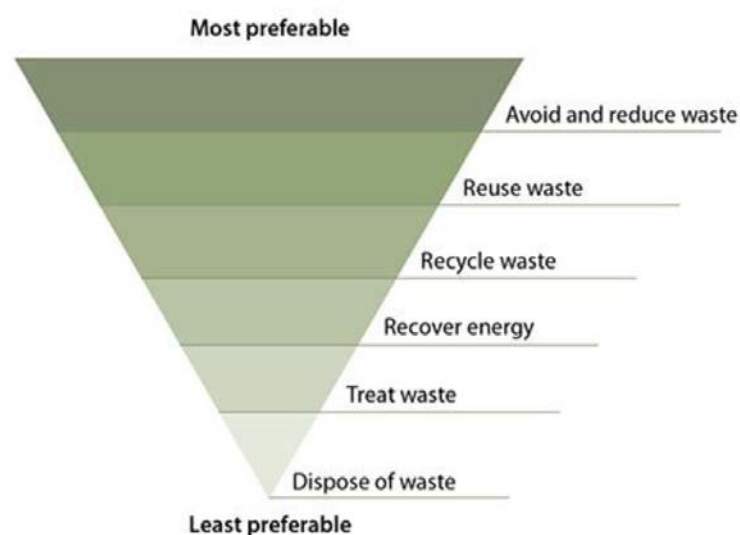 Most preferable
Avoid and reduce waste
Reuse waste
Recycle waste
Recover energy
Treat waste
Dispose of waste
Least preferable